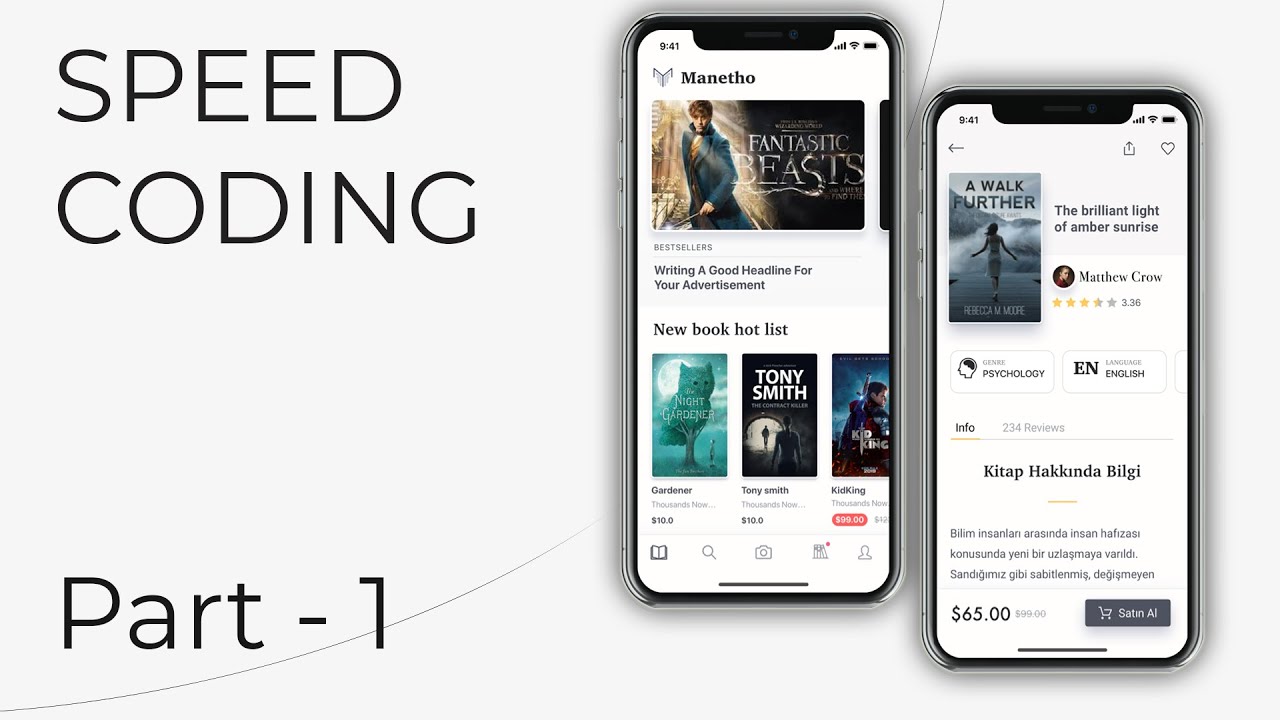 SPEED
CODING
Part - 1
9:41
Manetho
FANTASTIC
BEASTS
AND WHERE
TO FIND THEM
BESTSELLERS
Writing A Good Headline For
Your Advertisement
New book hot list
The
NIGHT
GARDENER
TONY
SMITH
THE CONTRACT KILLER
KID
KING
Gardener
Tony smith
KidKing
Thousands Now...
Thousands Now...
Thousands Now...
$10.0
$10.0
$99.00
9:41
A WALK
FURTHER
REBECCA M. MOORE
The brilliant light
of amber sunrise
Matthew Crow
3.36
GENRE
PSYCHOLOGY
EN
LANGUAGE
ENGLISH
Info
234 Reviews
Kitap Hakkında Bilgi
Bilim insanları arasında insan hafızası
konusunda yeni bir uzlaşmaya varıldı.
Sandığımız gibi sabitlenmiş, değişmeyen
$65.00 $99.00
Satın Al